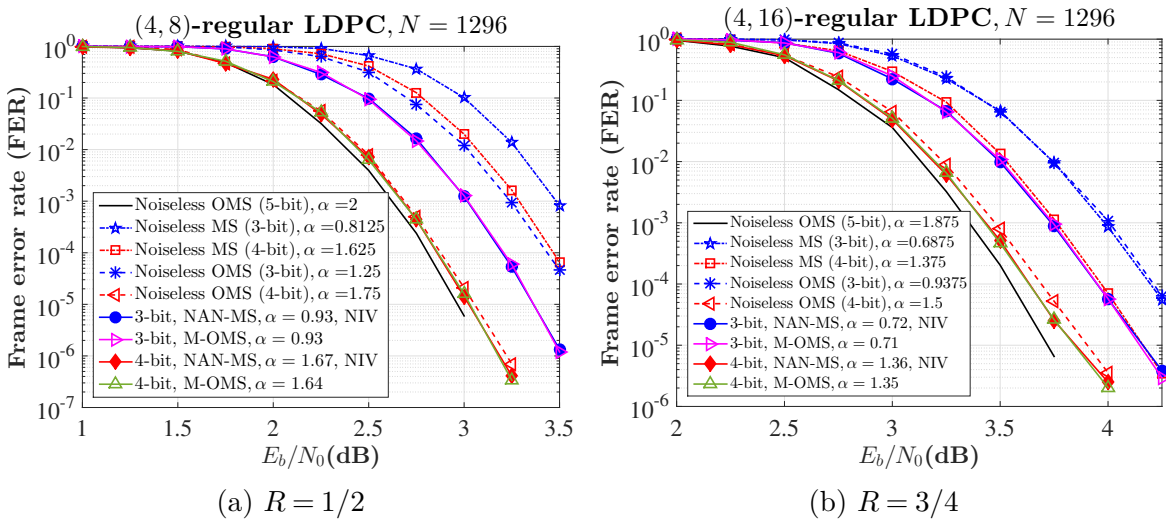 (4, 8)-regular LDPC, N = 1296
Frame error rate (FER)
10^0
10^-1
10^-2
10^-3
10^-4
10^-5
10^-6
10^-7
Noiseless OMS (5-bit), α =2
Noiseless MS (3-bit), α =0.8125
Noiseless MS (4-bit), α =1.625
Noiseless OMS (3-bit), α =1.25
Noiseless OMS (4-bit), α =1.75
3-bit, NAN-MS, α = 0.93, NIV
3-bit, M-OMS, α = 0.93
4-bit, NAN-MS, α = 1.67, NIV
4-bit, M-OMS, α = 1.64
1 1.5 2 2.5 3 3.5
E_b/N_0(dB)
(a) R = 1/2
(4, 16)-regular LDPC, N = 1296
Frame error rate (FER)
10^0
10^-1
10^-2
10^-3
10^-4
10^-5
10^-6
Noiseless OMS (5-bit), α =1.875
Noiseless MS (3-bit), α =0.6875
Noiseless MS (4-bit), α =1.375
Noiseless OMS (3-bit), α =0.9375
Noiseless OMS (4-bit), α =1.5
3-bit, NAN-MS, α = 0.72, NIV
3-bit, M-OMS, α = 0.71
4-bit, NAN-MS, α = 1.36, NIV
4-bit, M-OMS, α = 1.35
2 2.5 3 3.5 4
E_b/N_0(dB)
(b) R = 3/4